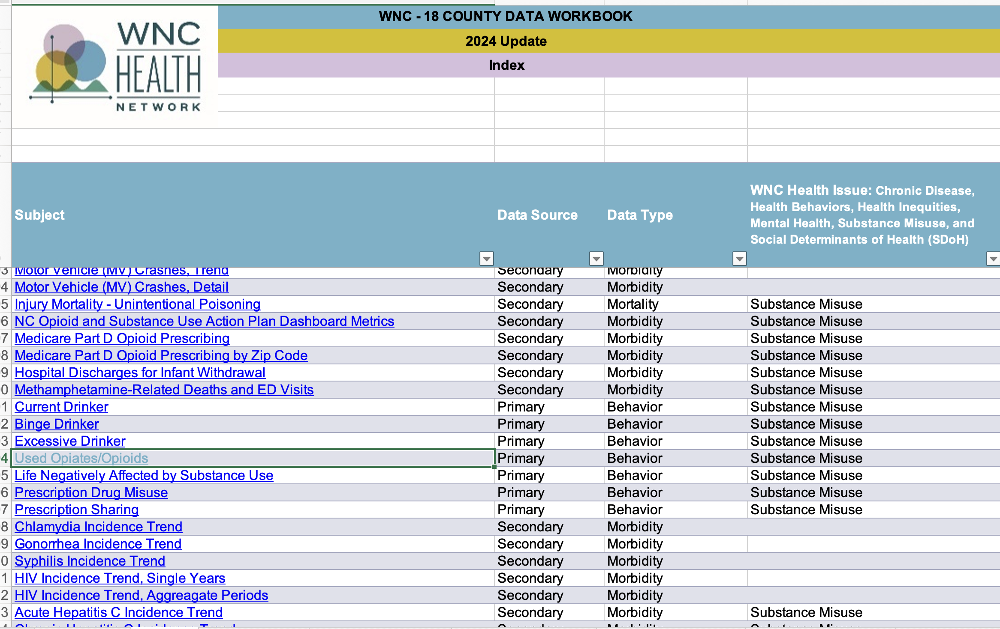 WNC - 18 COUNTY DATA WORKBOOK
2024 Update
Index
WNC
HEALTH
NETWORK
Subject Data Source Data Type WNC Health Issue: Chronic Disease,
Health Behaviors, Health Inequities,
Mental Health, Substance Misuse, and
Social Determinants of Health (SDoH)
3 Motor Vehicle (MV) Crashes, Trend Secondary Morbidity
4 Motor Vehicle (MV) Crashes, Detail Secondary Morbidity
5 Injury Mortality - Unintentional Poisoning Secondary Mortality Substance Misuse
6 NC Opioid and Substance Use Action Plan Dashboard Metrics Secondary Morbidity Substance Misuse
7 Medicare Part D Opioid Prescribing Secondary Morbidity Substance Misuse
8 Medicare Part D Opioid Prescribing by Zip Code Secondary Morbidity Substance Misuse
9 Hospital Discharges for Infant Withdrawal Secondary Morbidity Substance Misuse
0 Methamphetamine-Related Deaths and ED Visits Secondary Morbidity Substance Misuse
1 Current Drinker Primary Behavior Substance Misuse
2 Binge Drinker Primary Behavior Substance Misuse
3 Excessive Drinker Primary Behavior Substance Misuse
4 Used Opiates/Opioids Primary Behavior Substance Misuse
5 Life Negatively Affected by Substance Use Primary Behavior Substance Misuse
6 Prescription Drug Misuse Primary Behavior Substance Misuse
7 Prescription Sharing Primary Behavior Substance Misuse
8 Chlamydia Incidence Trend Secondary Morbidity
9 Gonorrhea Incidence Trend Secondary Morbidity
0 Syphilis Incidence Trend Secondary Morbidity
1 HIV Incidence Trend, Single Years Secondary Morbidity
2 HIV Incidence Trend, Aggreagate Periods Secondary Morbidity
3 Acute Hepatitis C Incidence Trend Secondary Morbidity Substance Misuse
4 Chronic Hepatitis C Incidence Trend Secondary Morbidity Substance Misuse